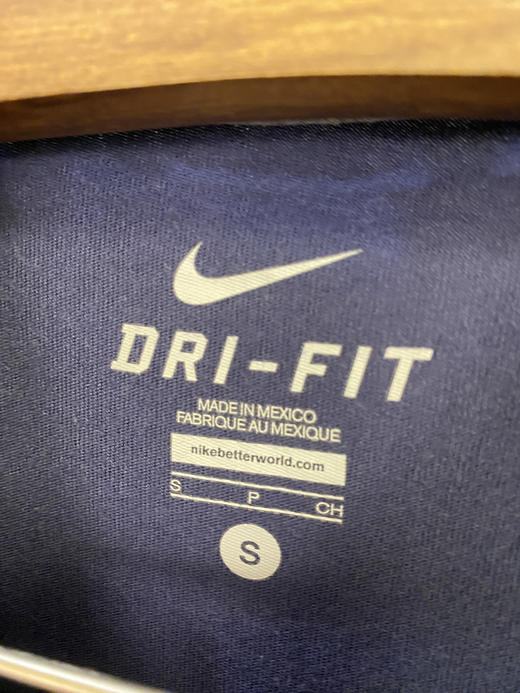 DRI-FIT
MADE IN MEXICO
FABRIQUE AU MEXIQUE
nikebetterworld.com
S P CH
S